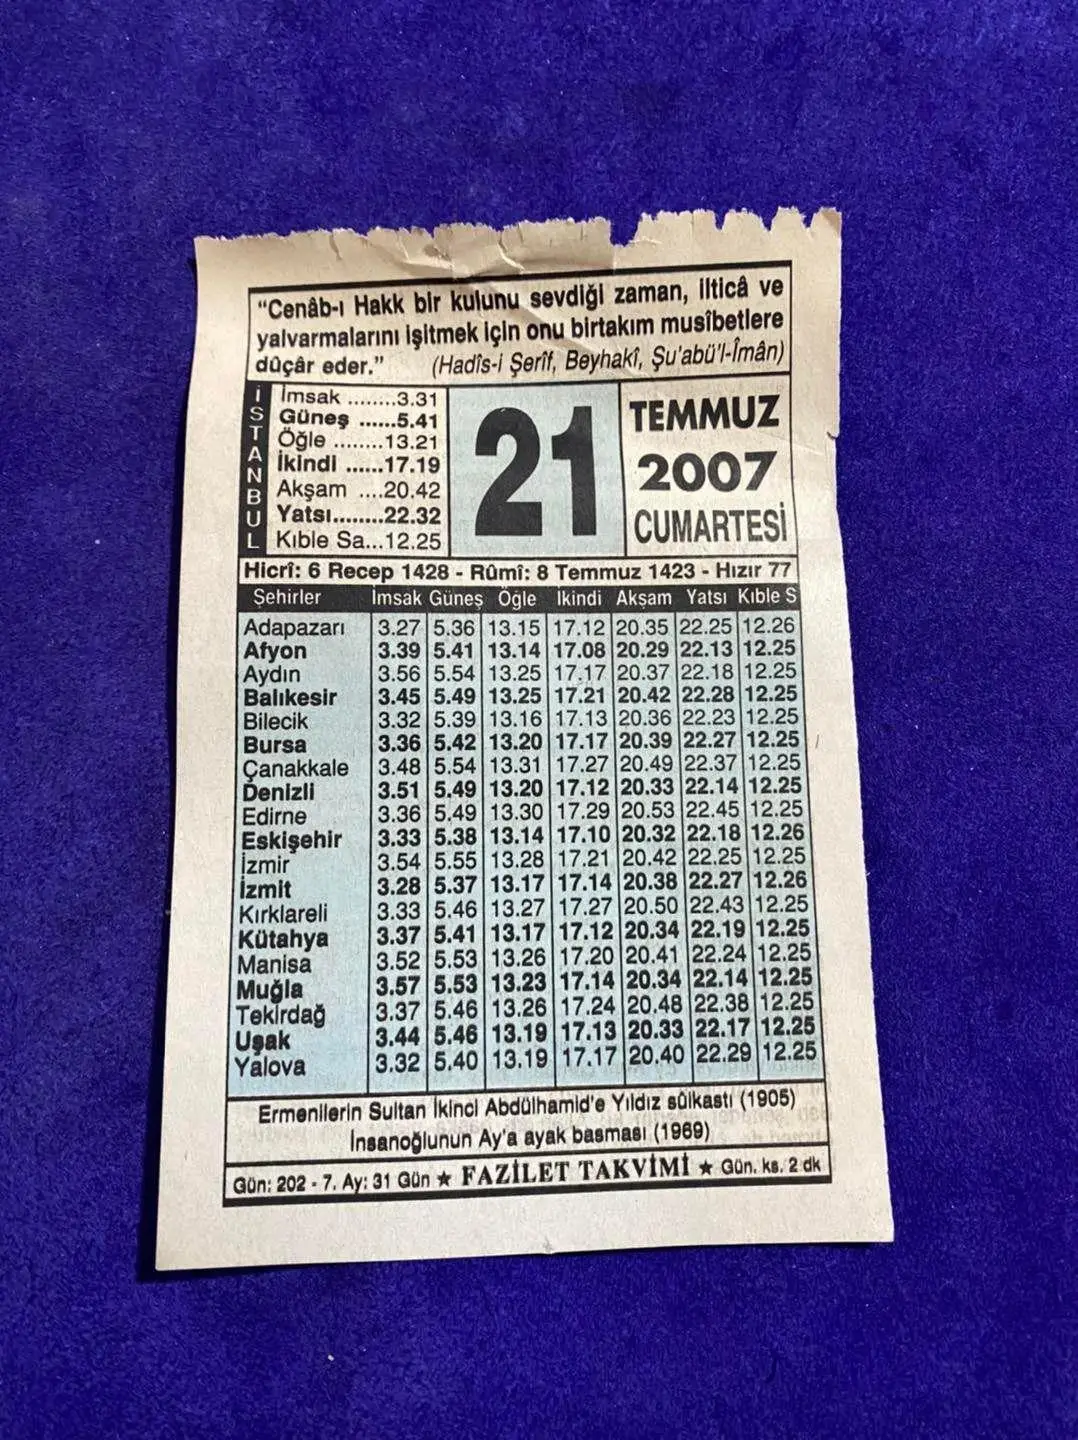 “Cenâb-ı Hakk bir kulunu sevdiği zaman, ilticâ ve
yalvarmalarını işitmek için onu birtakım musîbetlere
dûçâr eder.” (Hadîs-i Şerîf, Beyhakî, Şu'abü'l-Îmân)
İSTANBUL
İmsak ........3.31
Güneş ......5.41
Öğle ........13.21
İkindi ......17.19
Akşam ....20.42
Yatsı........22.32
Kıble Sa...12.25
21
TEMMUZ
2007
CUMARTESİ
Hicrî: 6 Recep 1428 - Rûmî: 8 Temmuz 1423 - Hızır 77
Şehirler İmsak Güneş Öğle İkindi Akşam Yatsı Kıble S
Adapazarı 3.27 5.36 13.15 17.12 20.35 22.25 12.26
Afyon 3.39 5.41 13.14 17.08 20.29 22.13 12.25
Aydın 3.56 5.54 13.25 17.17 20.37 22.18 12.25
Balıkesir 3.45 5.49 13.25 17.21 20.42 22.28 12.25
Bilecik 3.32 5.39 13.16 17.13 20.36 22.23 12.25
Bursa 3.36 5.42 13.20 17.17 20.39 22.27 12.25
Çanakkale 3.48 5.54 13.31 17.27 20.49 22.37 12.25
Denizli 3.51 5.49 13.20 17.12 20.33 22.14 12.25
Edirne 3.36 5.49 13.30 17.29 20.53 22.45 12.25
Eskişehir 3.33 5.38 13.14 17.10 20.32 22.18 12.26
İzmir 3.54 5.55 13.28 17.21 20.42 22.25 12.25
İzmit 3.28 5.37 13.17 17.14 20.38 22.27 12.26
Kırklareli 3.33 5.46 13.27 17.27 20.50 22.43 12.25
Kütahya 3.37 5.41 13.17 17.12 20.34 22.19 12.25
Manisa 3.52 5.53 13.26 17.20 20.41 22.24 12.25
Muğla 3.57 5.53 13.23 17.14 20.34 22.14 12.25
Tekirdağ 3.37 5.46 13.26 17.24 20.48 22.38 12.25
Uşak 3.44 5.46 13.19 17.13 20.33 22.17 12.25
Yalova 3.32 5.40 13.19 17.17 20.40 22.29 12.25
Ermenilerin Sultan İkinci Abdülhamid'e Yıldız sûikasti (1905)
İnsanoğlunun Ay'a ayak basması (1969)
Gün: 202 - 7. Ay: 31 Gün ★ FAZİLET TAKVİMİ ★ Gün. ks. 2 dk